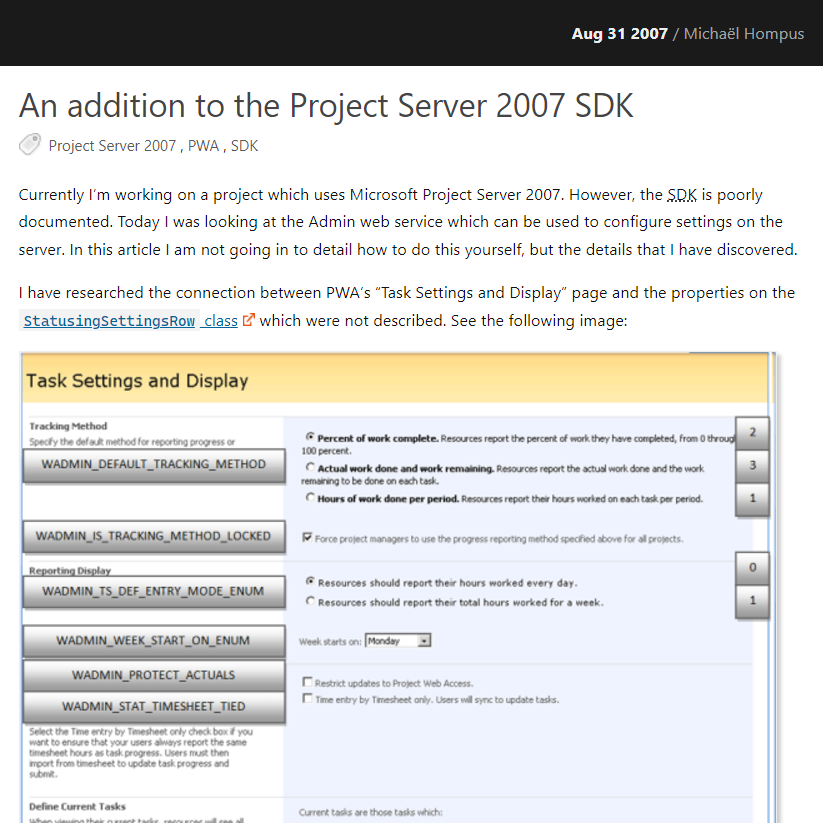 Aug 31 2007 / Michaël Hompus
An addition to the Project Server 2007 SDK
Project Server 2007 , PWA , SDK
Currently I’m working on a project which uses Microsoft Project Server 2007. However, the SDK is poorly
documented. Today I was looking at the Admin web service which can be used to configure settings on the
server. In this article I am not going in to detail how to do this yourself, but the details that I have discovered.
I have researched the connection between PWA’s “Task Settings and Display” page and the properties on the
StatusingSettingsRow class which were not described. See the following image:
Task Settings and Display
Tracking Method
Specify the default method for reporting progress or
WADMIN_DEFAULT_TRACKING_METHOD
Percent of work complete. Resources report the percent of work they have completed, from 0 throug
100 percent.
2
Actual work done and work remaining. Resources report the actual work done and the work
remaining to be done on each task.
3
Hours of work done per period. Resources report their hours worked on each task per period.
1
WADMIN_IS_TRACKING_METHOD_LOCKED
Force project managers to use the progress reporting method specified above for all projects.
Reporting Display
WADMIN_TS_DEF_ENTRY_MODE_ENUM
Resources should report their hours worked every day.
0
Resources should report their total hours worked for a week.
1
WADMIN_WEEK_START_ON_ENUM
Week starts on: Monday
WADMIN_PROTECT_ACTUALS
Restrict updates to Project Web Access.
WADMIN_STAT_TIMESHEET_TIED
Time entry by Timesheet only. Users will sync to update tasks.
Select the Time entry by Timesheet only check box if you
want to ensure that your users always report the same
timesheet hours as task progress. Users must then
import from timesheet to update task progress and
submit.
Define Current Tasks
When viewing their current tasks, resources will see all
Current tasks are those tasks which: